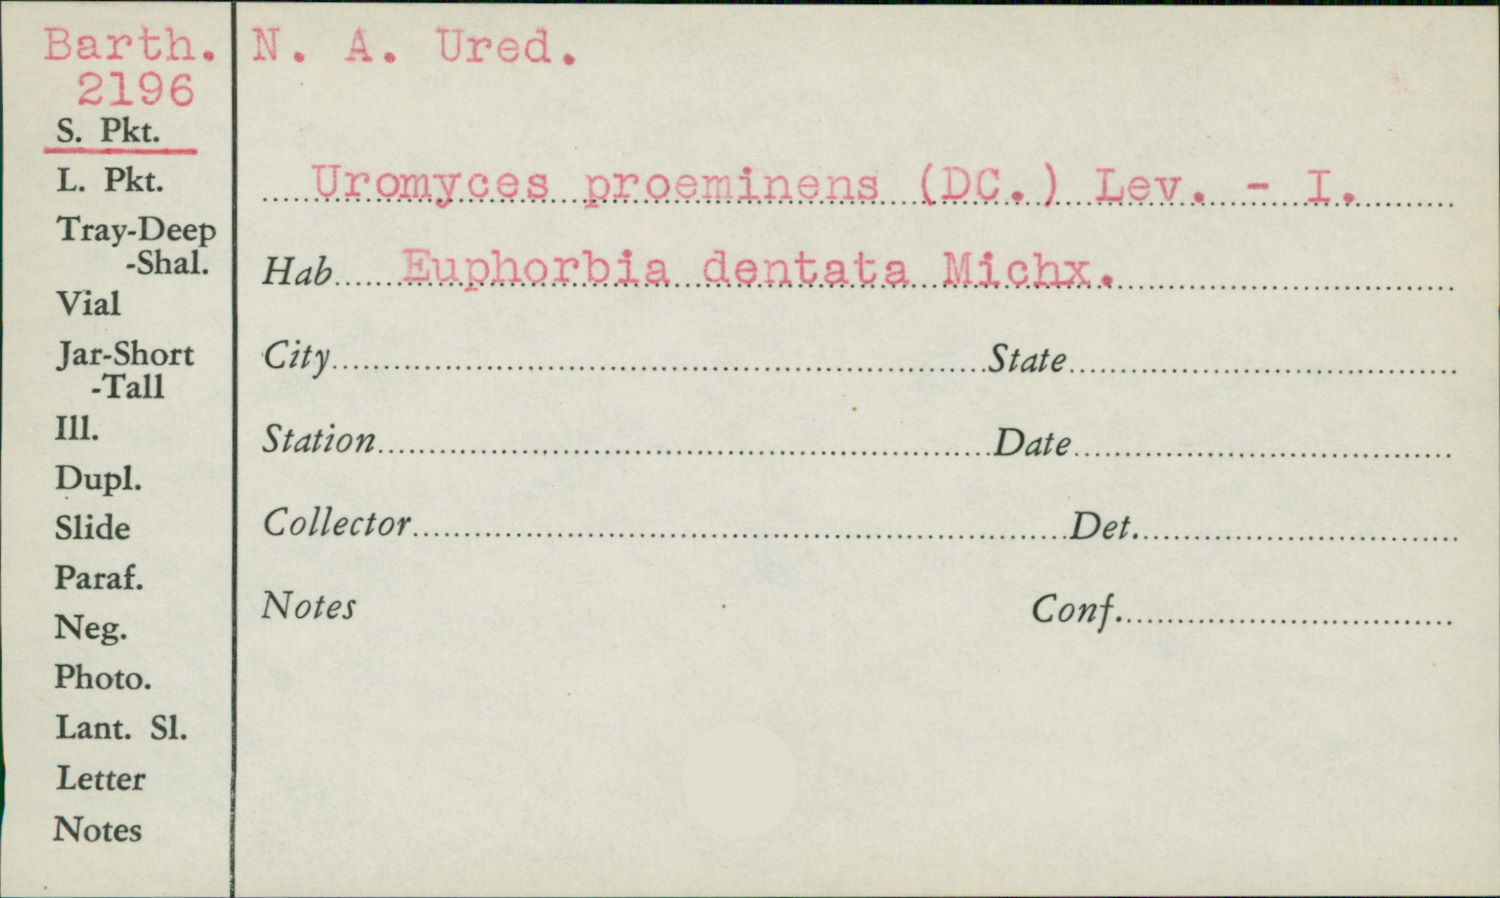 Barth. N. A. Ured.
2196
S. Pkt.
L. Pkt.
Tray-Deep
-Shal.
Vial
Jar-Short
-Tall
Ill.
Dupl.
Slide
Paraf.
Neg.
Photo.
Lant. Sl.
Letter
Notes
Uromyces proeminens (DC.) Lev. - I.
Hab Euphorbia dentata Michx.
City State
Station Date
Collector Det.
Notes Conf.